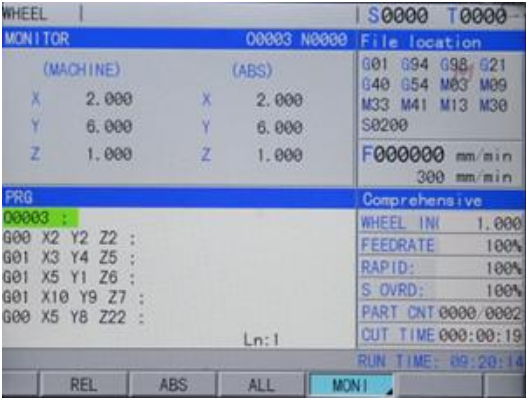 WHEEL S0000 T0000
MONITOR O0003 N0000 File location
(MACHINE) (ABS) G01 G94 G98 G21
X 2.000 X 2.000 G40 G54 M03 M09
Y 6.000 Y 6.000 M33 M41 M13 M30
Z 1.000 Z 1.000 S0200
F000000 mm/min
300 mm/min
PRG Comprehensive
O0003 ;
G00 X2 Y2 Z2 ;
G01 X3 Y4 Z5 ;
G01 X5 Y1 Z6 ;
G01 X10 Y9 Z7 ;
G00 X5 Y8 Z22 ;
Ln:1
WHEEL IN( 1.000
FEEDRATE 100%
RAPID: 100%
S OVRD: 100%
PART CNT 0000/0002
CUT TIME 000:00:19
RUN TIME: 09:20:14
REL ABS ALL MONI